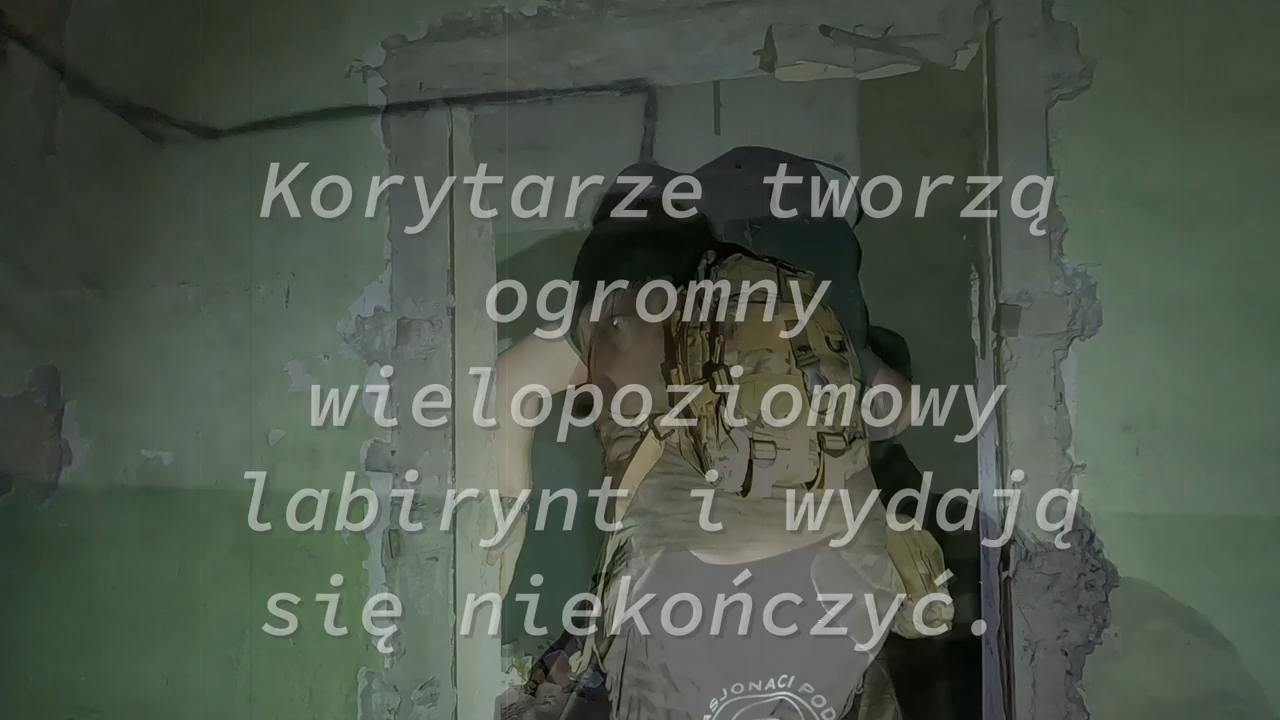 Korytarze tworzą
ogromny
wielopoziomowy
labirynt i wydają
się niekończyć.